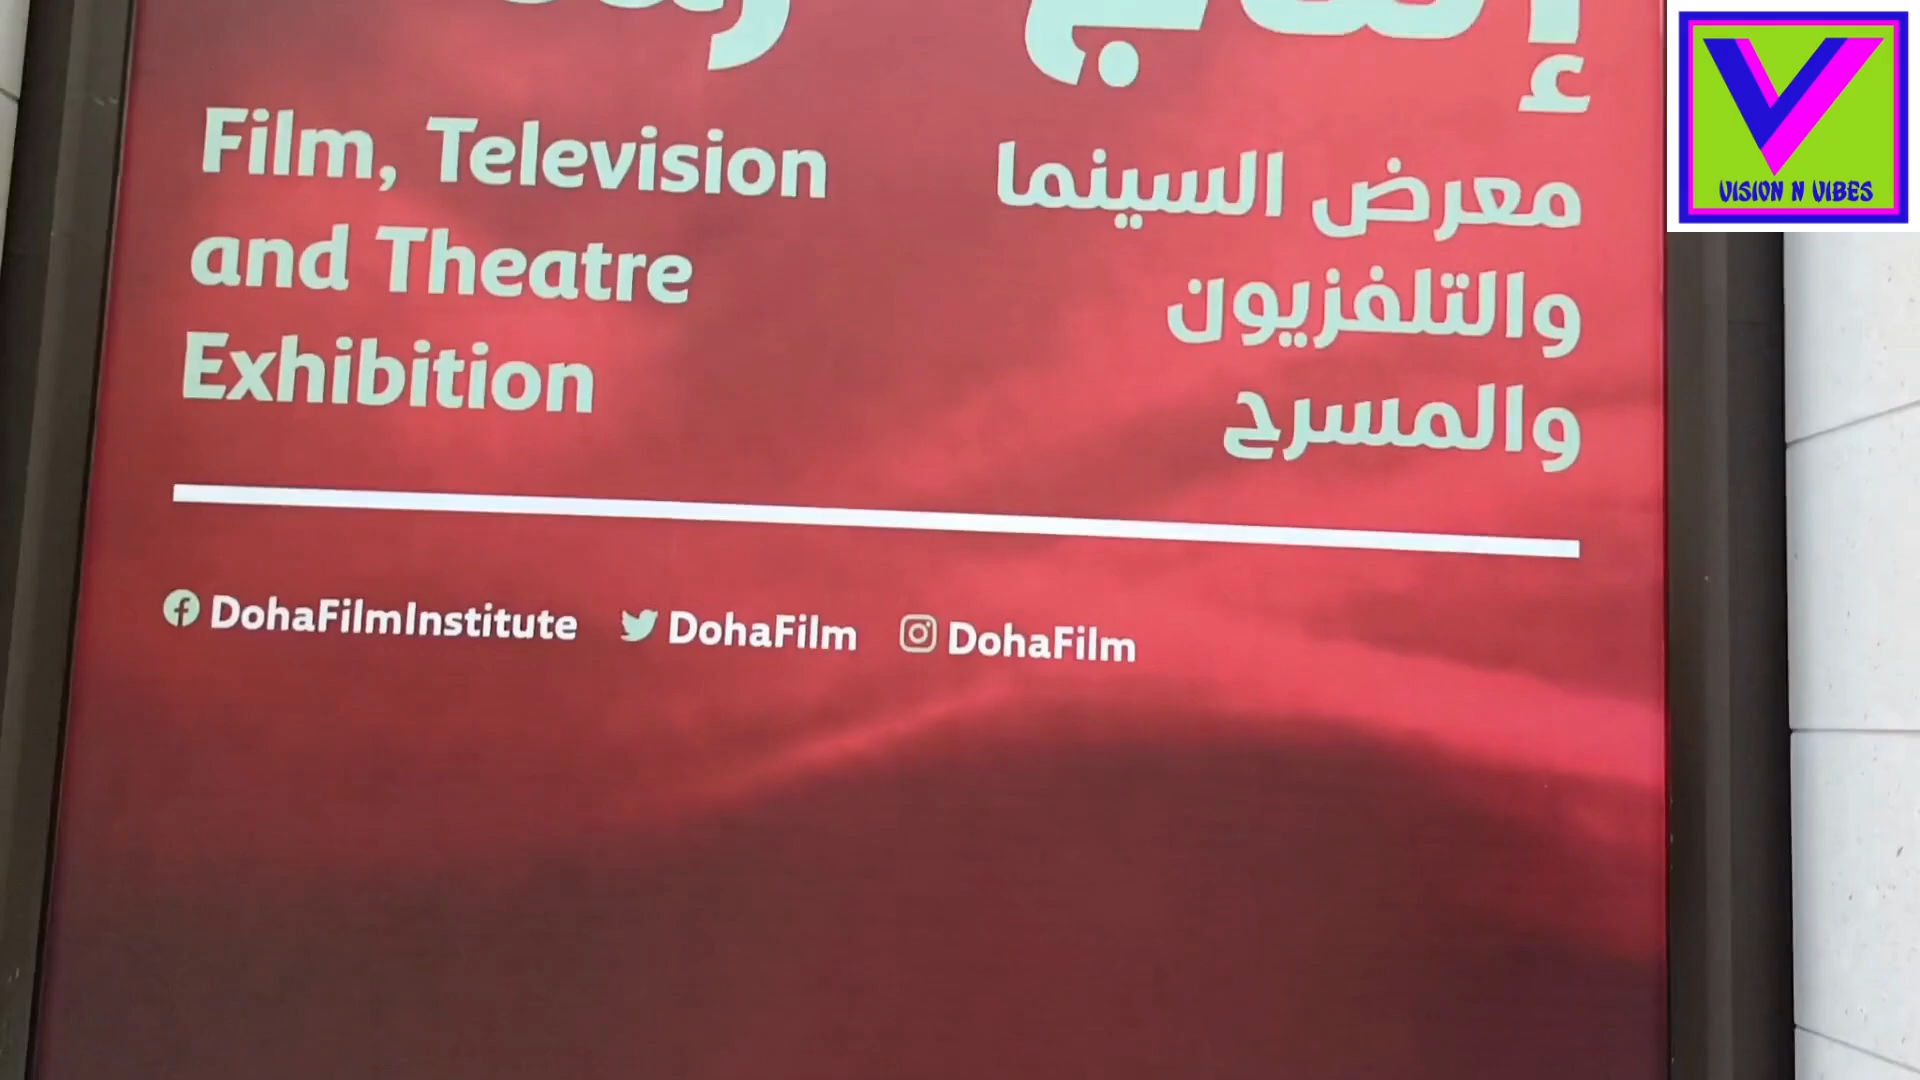 Film, Television
and Theatre
Exhibition
معرض السينما
والتلفزيون
والمسرح
DohaFilmInstitute DohaFilm DohaFilm
VISION N VIBES